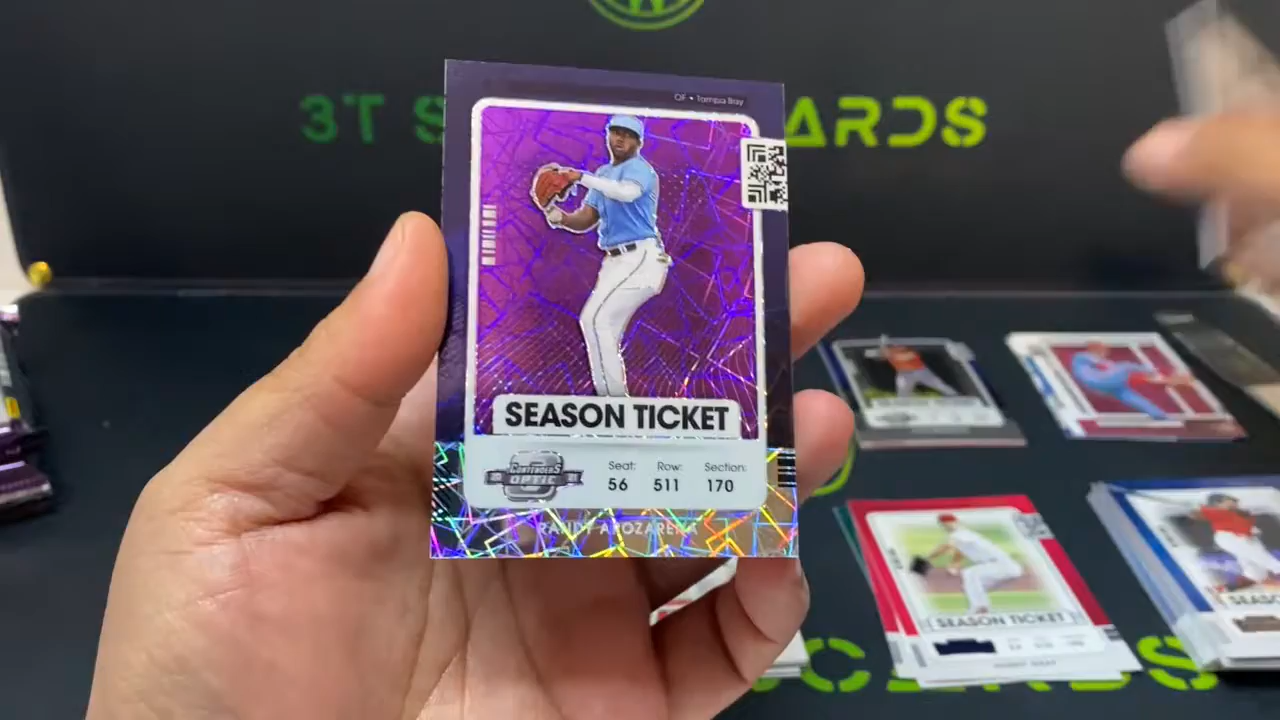 3T S ARDS
OF • Tampa Bay
SEASON TICKET
CONTENDERS
OPTIC
Seat: Row: Section:
56 511 170
RANDY AROZARENA
SEASON TICKET